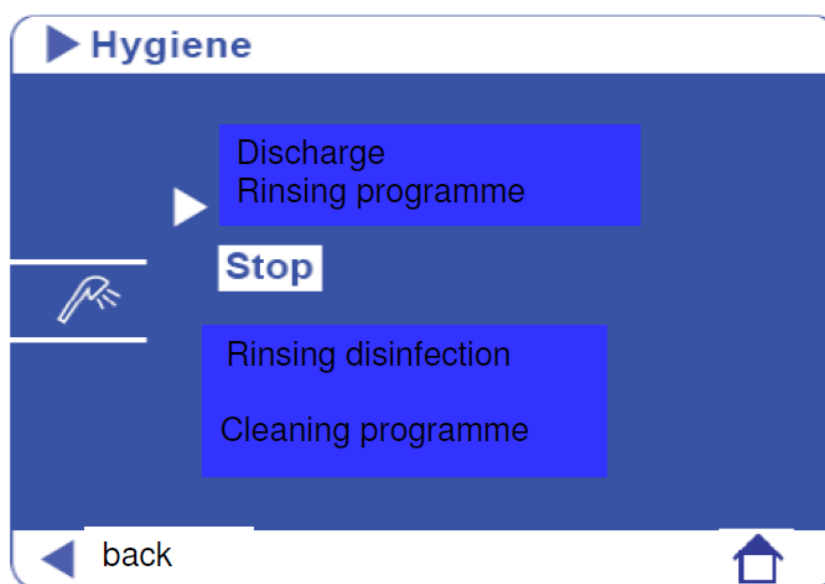 Hygiene
Discharge
Rinsing programme
Stop
Rinsing disinfection
Cleaning programme
back